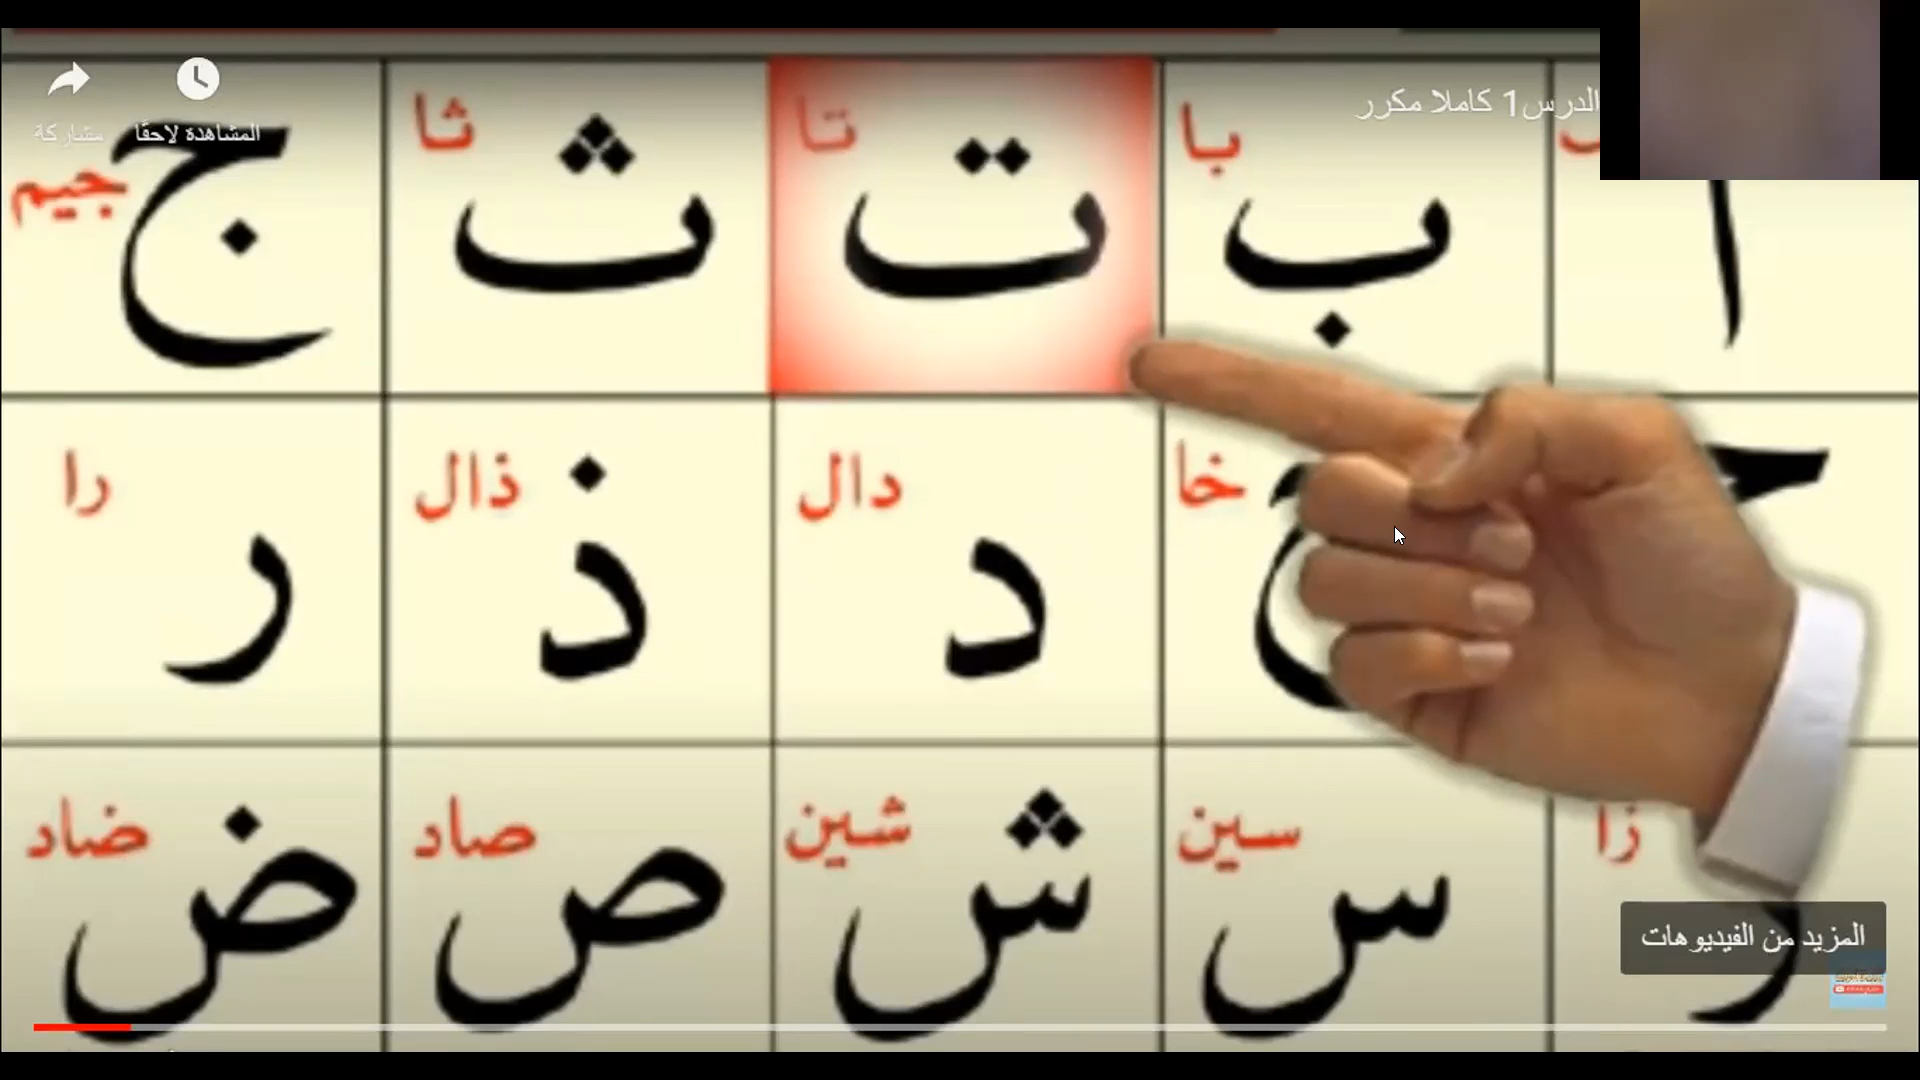 الدرس1 كاملا مكرر
المشاهدة لاحقًا
مشاركة
ا
ب
با
ت
تا
ث
ثا
ج
جيم
خا
د
دال
ذ
ذال
ر
را
زا
س
سين
ش
شين
ص
صاد
ض
ضاد
المزيد من الفيديوهات